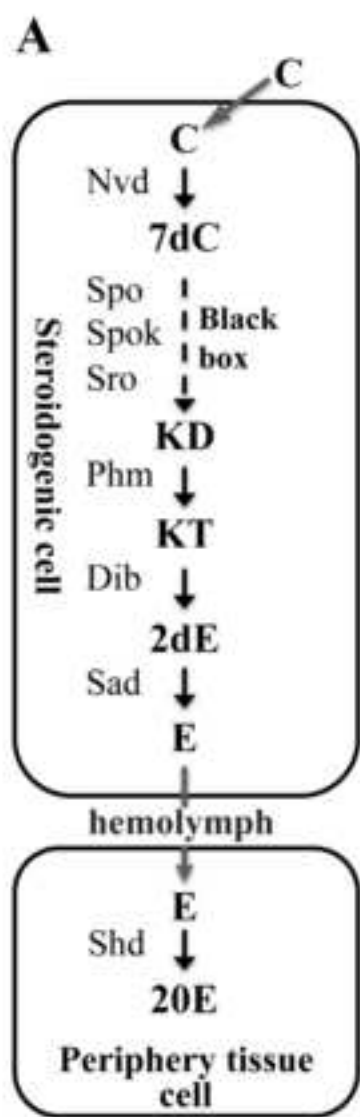 A
C
C
Nvd
7dC
Spo
Spok
Sro
Black
box
KD
Phm
KT
Dib
2dE
Sad
E
Steroidogenic cell
hemolymph
E
Shd
20E
Periphery tissue
cell